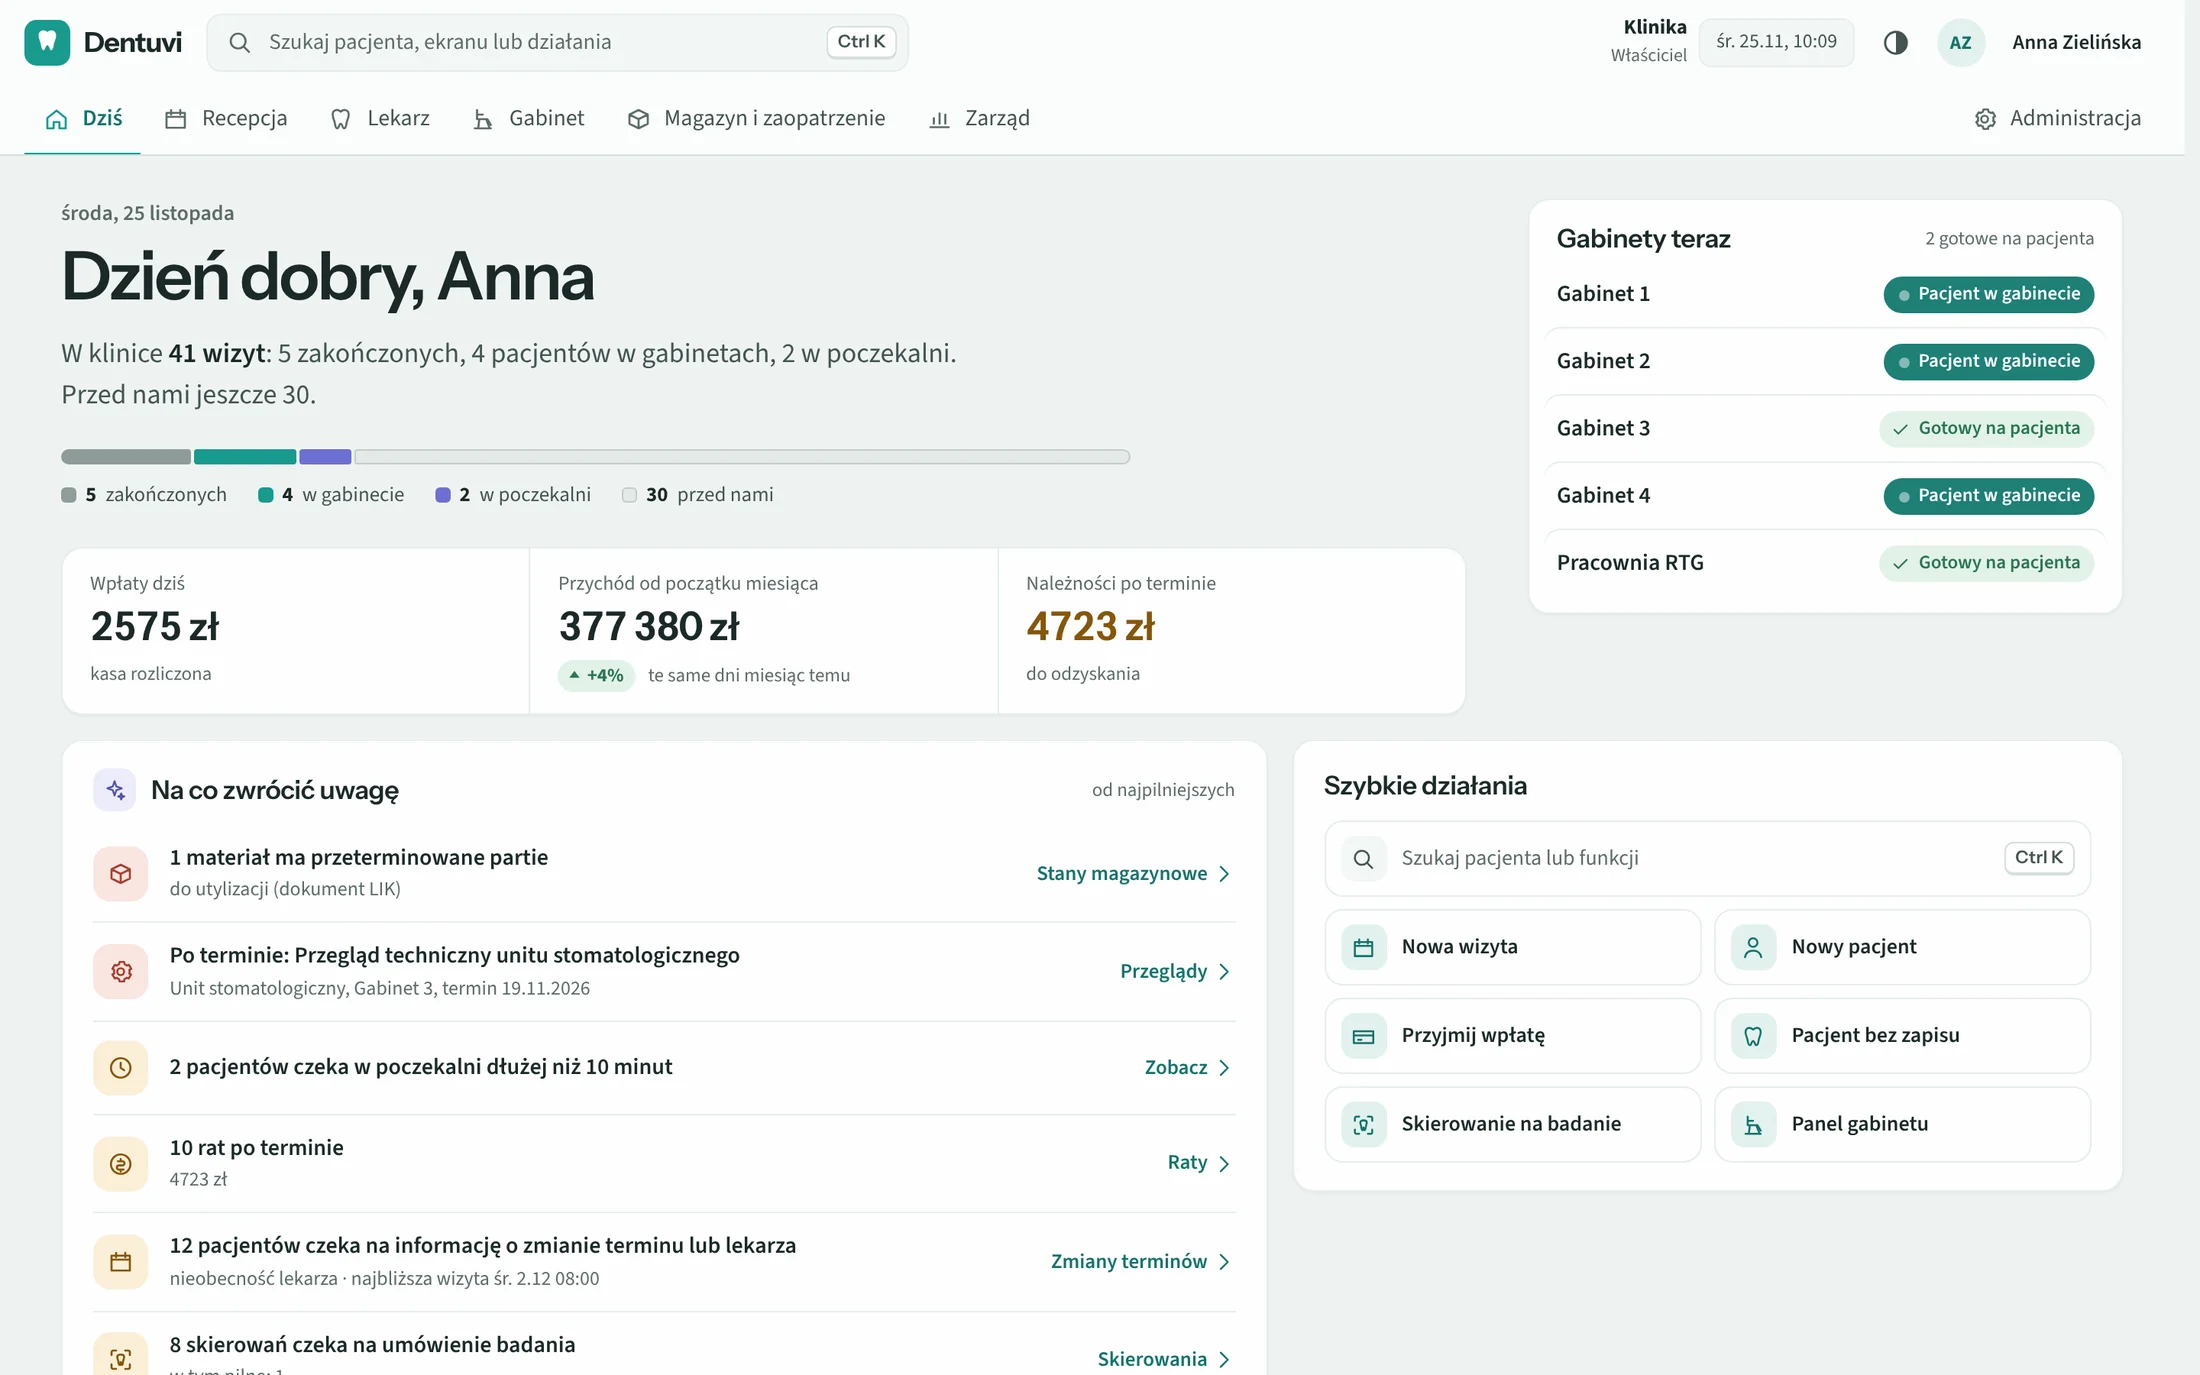 Dentuvi
Szukaj pacjenta, ekranu lub działania
Ctrl K
Klinika
Właściciel
śr. 25.11, 10:09
AZ
Anna Zielińska
Dziś
Recepcja
Lekarz
Gabinet
Magazyn i zaopatrzenie
Zarząd
Administracja
środa, 25 listopada
Dzień dobry, Anna
W klinice 41 wizyt: 5 zakończonych, 4 pacjentów w gabinetach, 2 w poczekalni.
Przed nami jeszcze 30.
5 zakończonych
4 w gabinecie
2 w poczekalni
30 przed nami
Gabinety teraz
2 gotowe na pacjenta
Gabinet 1
Pacjent w gabinecie
Gabinet 2
Pacjent w gabinecie
Gabinet 3
Gotowy na pacjenta
Gabinet 4
Pacjent w gabinecie
Pracownia RTG
Gotowy na pacjenta
Wpłaty dziś
2575 zł
kasa rozliczona
Przychód od początku miesiąca
377 380 zł
+4%
te same dni miesiąc temu
Należności po terminie
4723 zł
do odzyskania
Na co zwrócić uwagę
od najpilniejszych
1 materiał ma przeterminowane partie
do utylizacji (dokument LIK)
Stany magazynowe
Po terminie: Przegląd techniczny unitu stomatologicznego
Unit stomatologiczny, Gabinet 3, termin 19.11.2026
Przeglądy
2 pacjentów czeka w poczekalni dłużej niż 10 minut
Zobacz
10 rat po terminie
4723 zł
Raty
12 pacjentów czeka na informację o zmianie terminu lub lekarza
nieobecność lekarza · najbliższa wizyta śr. 2.12 08:00
Zmiany terminów
8 skierowań czeka na umówienie badania
Skierowania
Szybkie działania
Szukaj pacjenta lub funkcji
Ctrl K
Nowa wizyta
Nowy pacjent
Przyjmij wpłatę
Pacjent bez zapisu
Skierowanie na badanie
Panel gabinetu